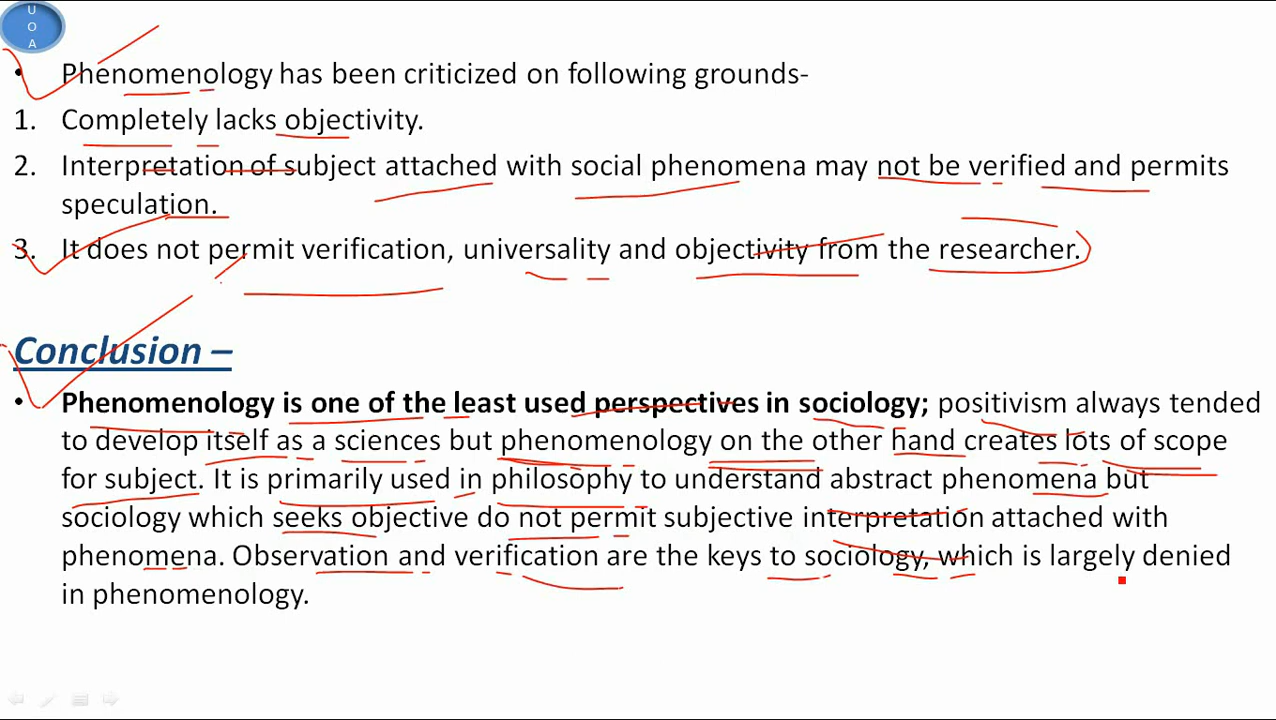 U
O
A
• Phenomenology has been criticized on following grounds-
1. Completely lacks objectivity.
2. Interpretation of subject attached with social phenomena may not be verified and permits
speculation.
3. It does not permit verification, universality and objectivity from the researcher.
Conclusion –
• Phenomenology is one of the least used perspectives in sociology; positivism always tended
to develop itself as a sciences but phenomenology on the other hand creates lots of scope
for subject. It is primarily used in philosophy to understand abstract phenomena but
sociology which seeks objective do not permit subjective interpretation attached with
phenomena. Observation and verification are the keys to sociology, which is largely denied
in phenomenology.